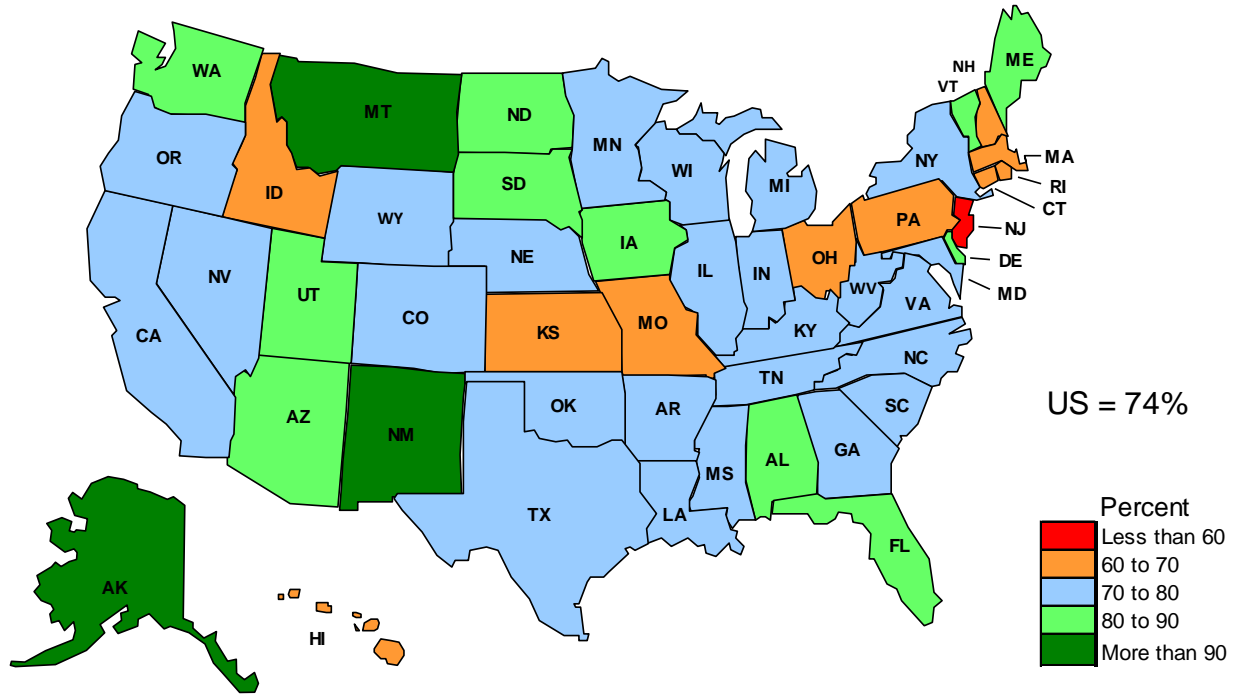 NH
WA
VT
ME
MT
ND
MN
OR
MA
NY
WI
ID
SD
MI
RI
WY
CT
PA
NJ
IA
NE
OH
DE
NV
IL
IN
UT
WV
MD
CO
VA
MO
KY
KS
CA
NC
TN
US = 74%
OK
AR
SC
AZ
NM
GA
AL
MS
Percent
TX
LA
Less than 60
FL
60 to 70
AK
70 to 80
80 to 90
HI
More than 90